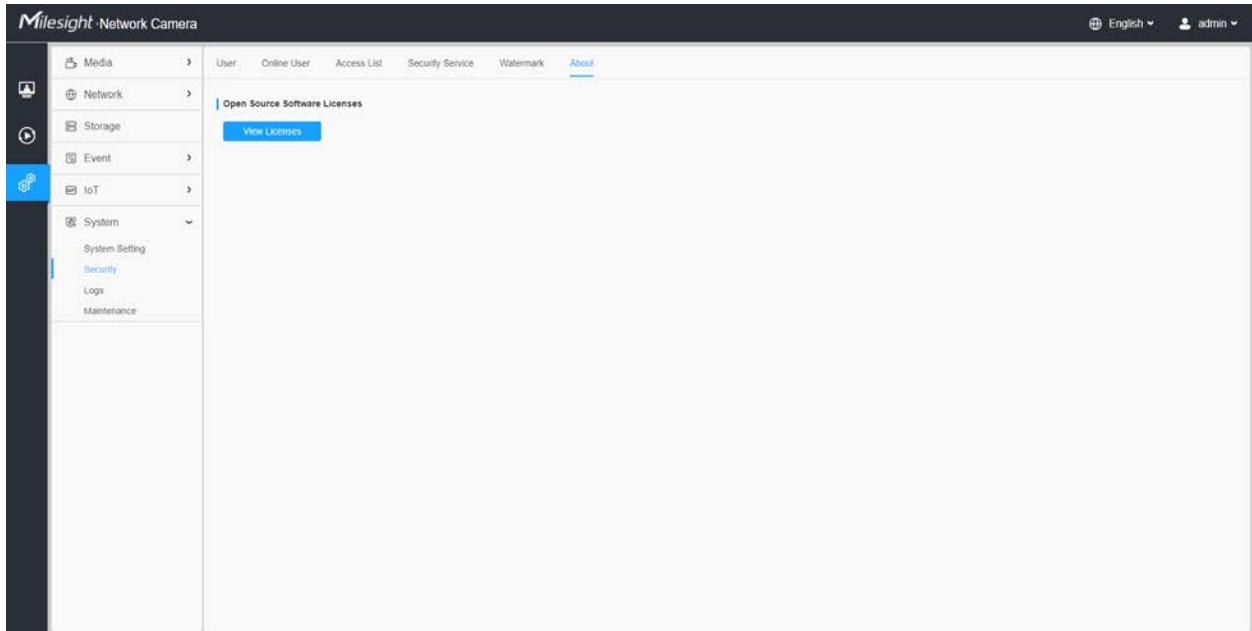 Milesight ·Network Camera
English
admin
Media
Network
Storage
Event
IoT
System
System Setting
Security
Logs
Maintenance
User Online User Access List Security Service Watermark About
Open Source Software Licenses
View Licenses